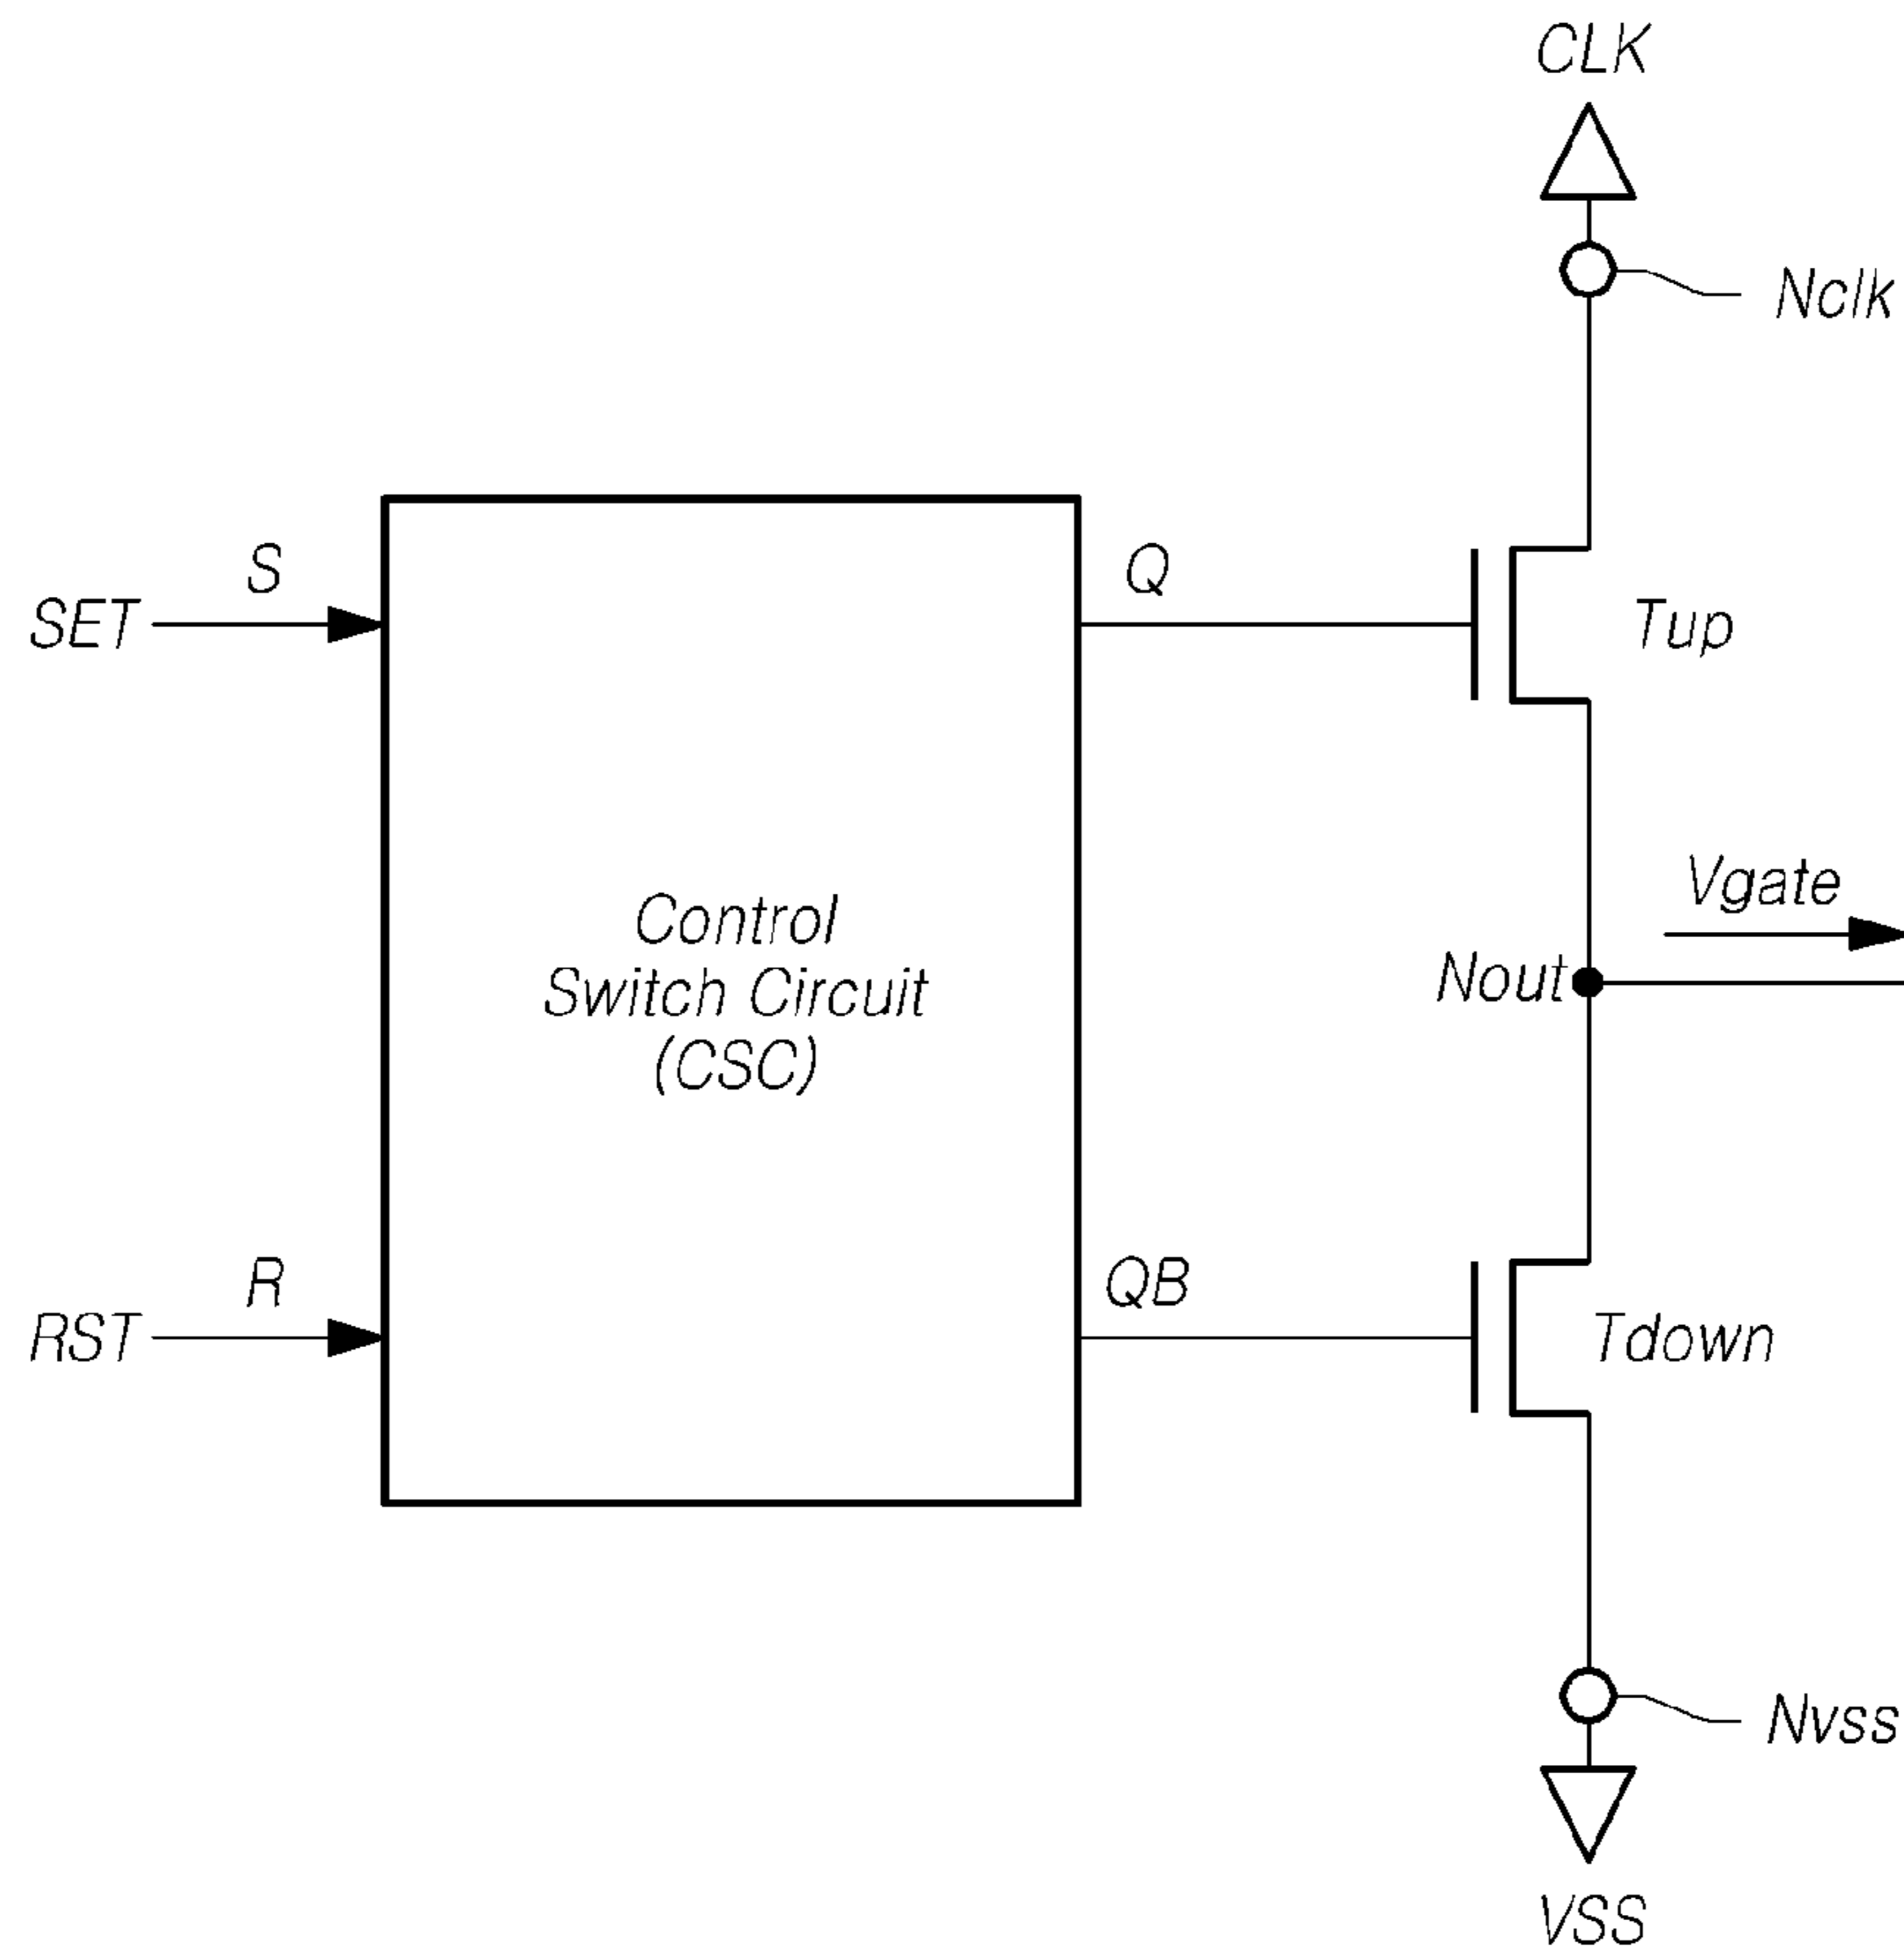 CLK
Nclk
S
SET
Q
Tup
Control
Switch Circuit
(CSC)
Vgate
Nout
R
RST
QB
Tdown
Nvss
VSS